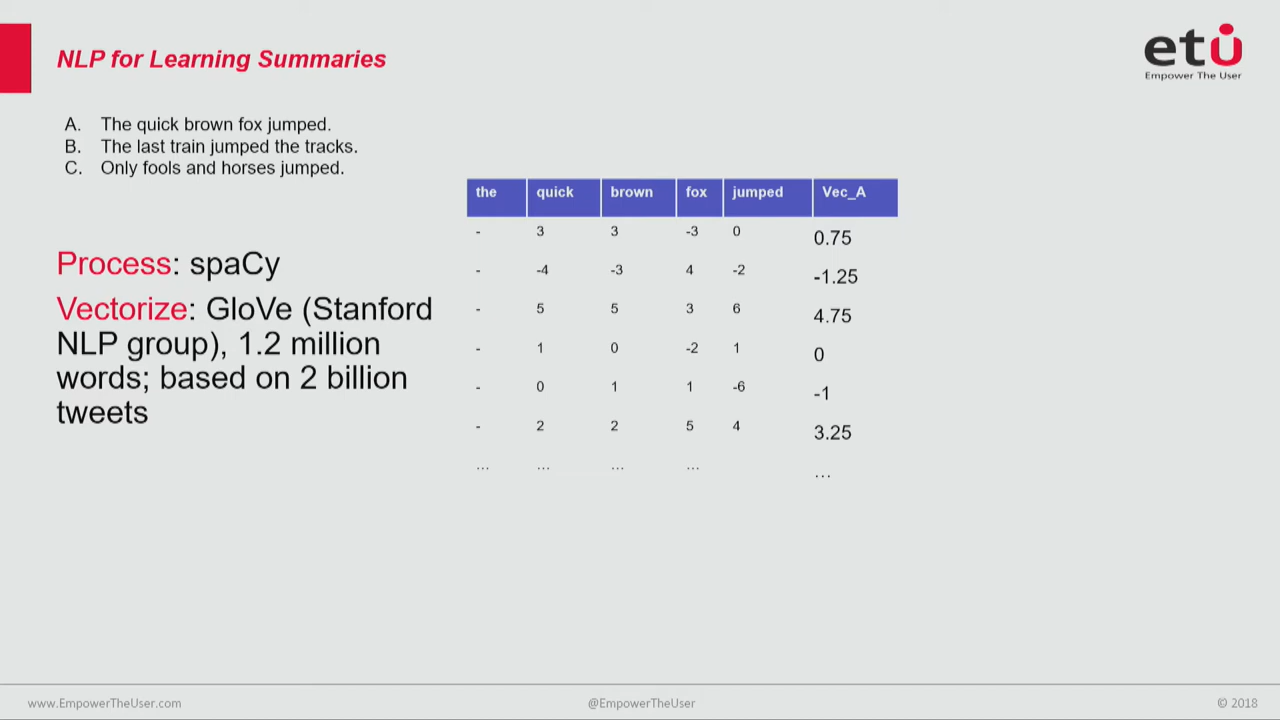 NLP for Learning Summaries
etu
Empower The User
A. The quick brown fox jumped.
B. The last train jumped the tracks.
C. Only fools and horses jumped.
Process: spaCy
Vectorize: GloVe (Stanford
NLP group), 1.2 million
words; based on 2 billion
tweets
the quick brown fox jumped Vec_A
- 3 3 -3 0 0.75
- -4 -3 4 -2 -1.25
- 5 5 3 6 4.75
- 1 0 -2 1 0
- 0 1 1 -6 -1
- 2 2 5 4 3.25
... ... ... ... ...
www.EmpowerTheUser.com
@EmpowerTheUser
© 2018